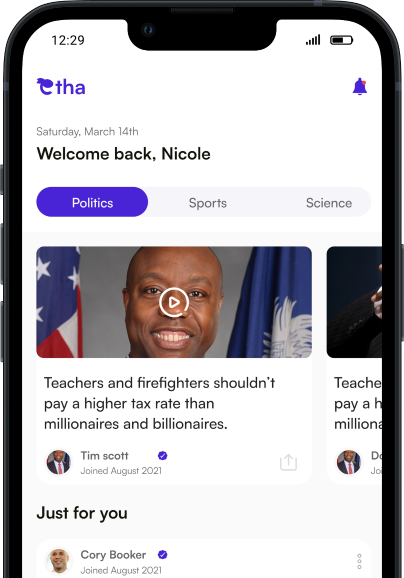 12:29
etha
Saturday, March 14th
Welcome back, Nicole
Politics Sports Science
Teachers and firefighters shouldn't
pay a higher tax rate than
millionaires and billionaires.
Tim scott
Joined August 2021
Teache
pay a h
milliona
Do
Joi
Just for you
Cory Booker
Joined August 2021